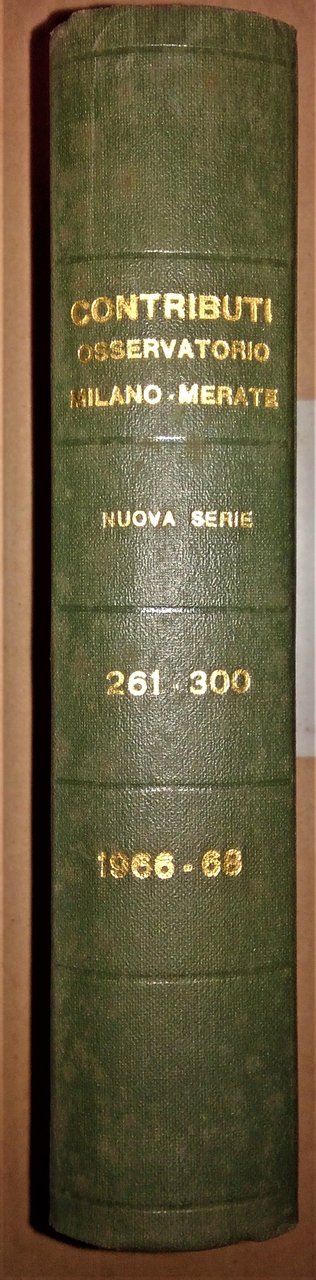 CONTRIBUTI
OSSERVATORIO
MILANO-MERATE
NUOVA SERIE
261-300
1966-68